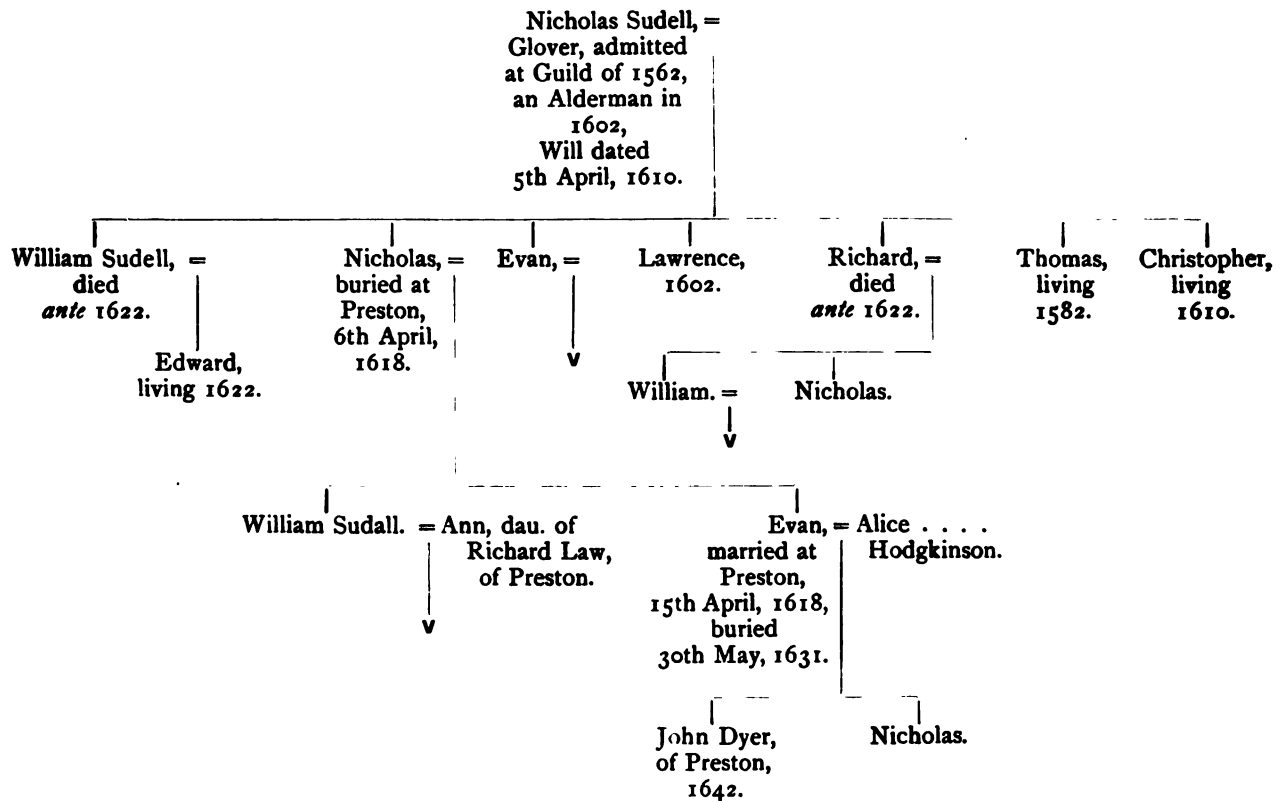 Nicholas Sudell, =
Glover, admitted
at Guild of 1562,
an Alderman in
1602,
Will dated
5th April, 1610.
William Sudell, =
died
ante 1622.
Edward,
living 1622.
Nicholas, =
buried at
Preston,
6th April,
1618.
Evan, =
v
Lawrence,
1602.
Richard, =
died
ante 1622.
Thomas,
living
1582.
Christopher,
living
1610.
William. =
v
Nicholas.
William Sudall. = Ann, dau. of
Richard Law,
of Preston.
v
Evan, = Alice . . . .
Hodgkinson.
married at
Preston,
15th April, 1618,
buried
30th May, 1631.
John Dyer,
of Preston,
1642.
Nicholas.